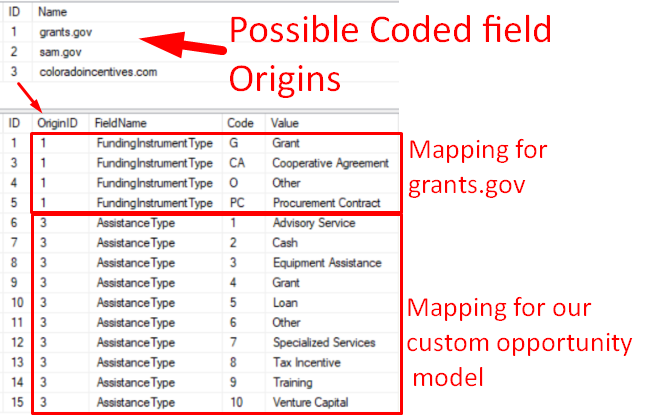 ID Name
1 grants.gov
2 sam.gov
3 coloradoincentives.com
Possible Coded field
Origins
ID OriginID FieldName Code Value
1 1 FundingInstrumentType G Grant
3 1 FundingInstrumentType CA Cooperative Agreement
4 1 FundingInstrumentType O Other
5 1 FundingInstrumentType PC Procurement Contract
6 3 AssistanceType 1 Advisory Service
7 3 AssistanceType 2 Cash
8 3 AssistanceType 3 Equipment Assistance
9 3 AssistanceType 4 Grant
10 3 AssistanceType 5 Loan
11 3 AssistanceType 6 Other
12 3 AssistanceType 7 Specialized Services
13 3 AssistanceType 8 Tax Incentive
14 3 AssistanceType 9 Training
15 3 AssistanceType 10 Venture Capital
Mapping for
grants.gov
Mapping for our
custom opportunity
model